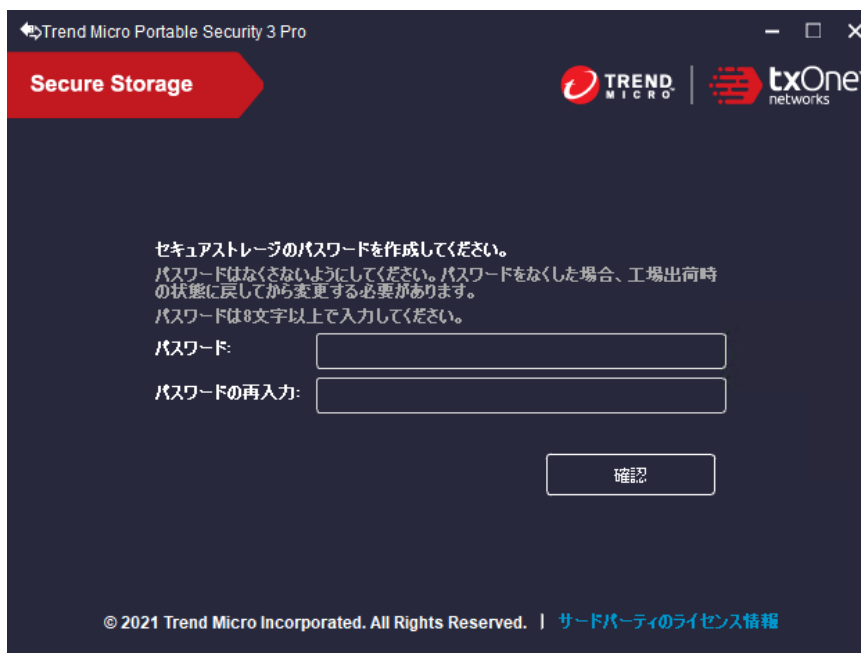 Trend Micro Portable Security 3 Pro
Secure Storage
TREND MICRO
txOne networks
セキュアストレージのパスワードを作成してください。
パスワードはなくさないようにしてください。パスワードをなくした場合、工場出荷時
の状態に戻してから変更する必要があります。
パスワードは8文字以上で入力してください。
パスワード:
パスワードの再入力:
確認
© 2021 Trend Micro Incorporated. All Rights Reserved. | サードパーティのライセンス情報